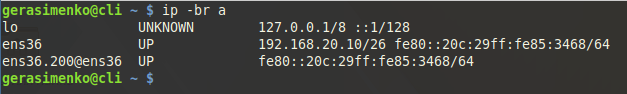 gerasimenko@cli ~ $ ip -br a
lo               UNKNOWN        127.0.0.1/8 ::1/128
ens36            UP             192.168.20.10/26 fe80::20c:29ff:fe85:3468/64
ens36.200@ens36  UP             fe80::20c:29ff:fe85:3468/64
gerasimenko@cli ~ $